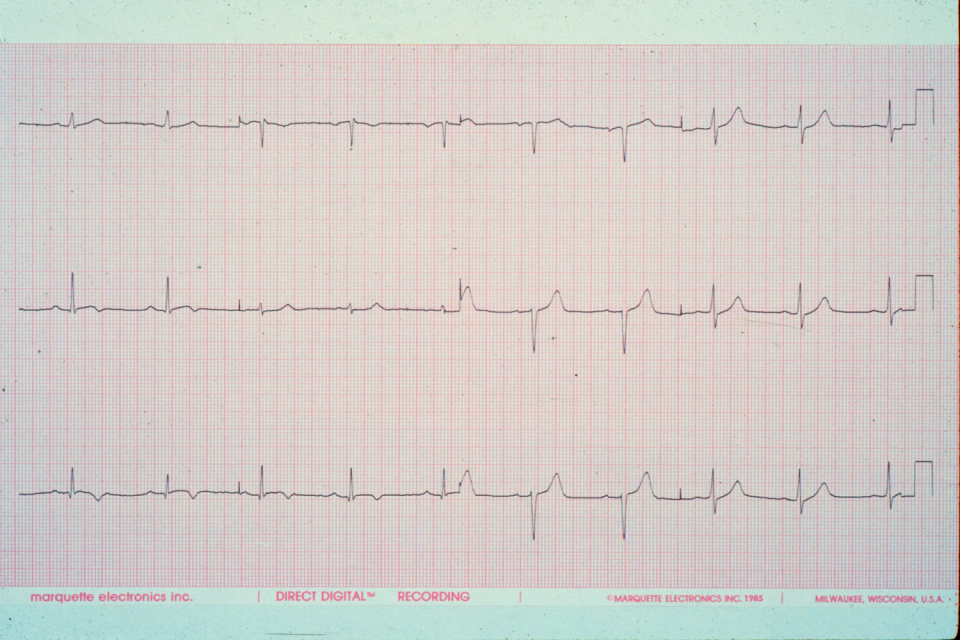 marquette electronics inc. | DIRECT DIGITAL™ RECORDING | ©MARQUETTE ELECTRONICS INC. 1985 | MILWAUKEE, WISCONSIN, U.S.A.